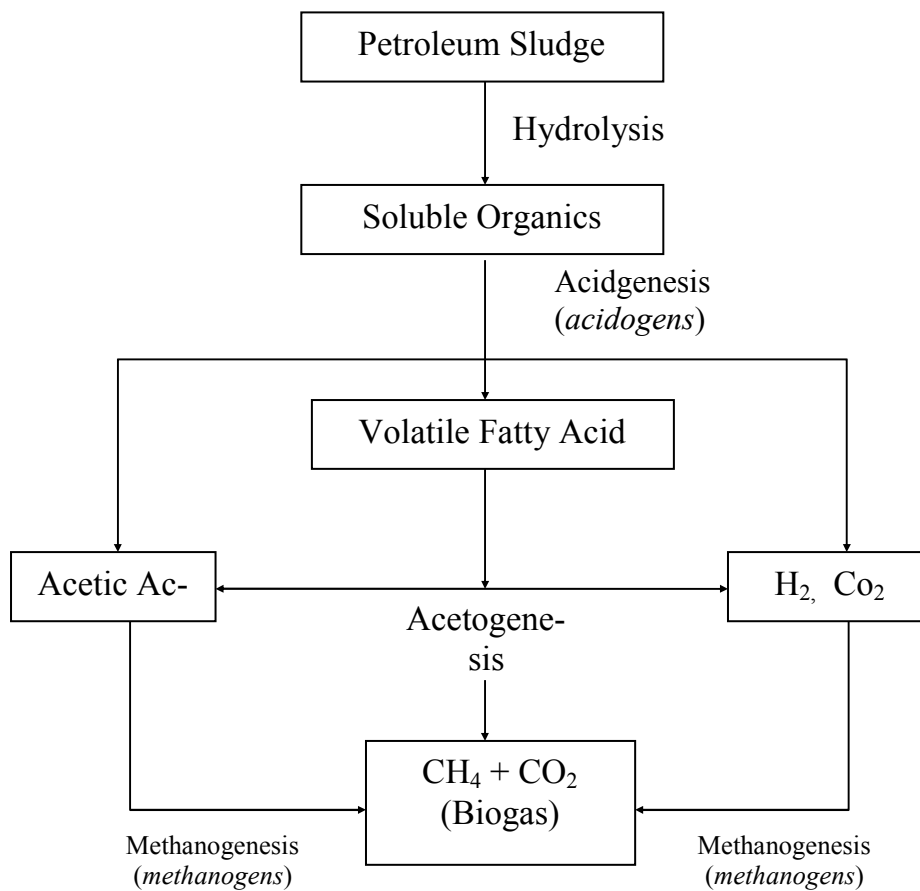 Petroleum Sludge
Hydrolysis
Soluble Organics
Acidgenesis
(acidogens)
Volatile Fatty Acid
Acetic Ac-
H₂, Co₂
Acetogene-
sis
CH₄ + CO₂
(Biogas)
Methanogenesis
(methanogens)
Methanogenesis
(methanogens)